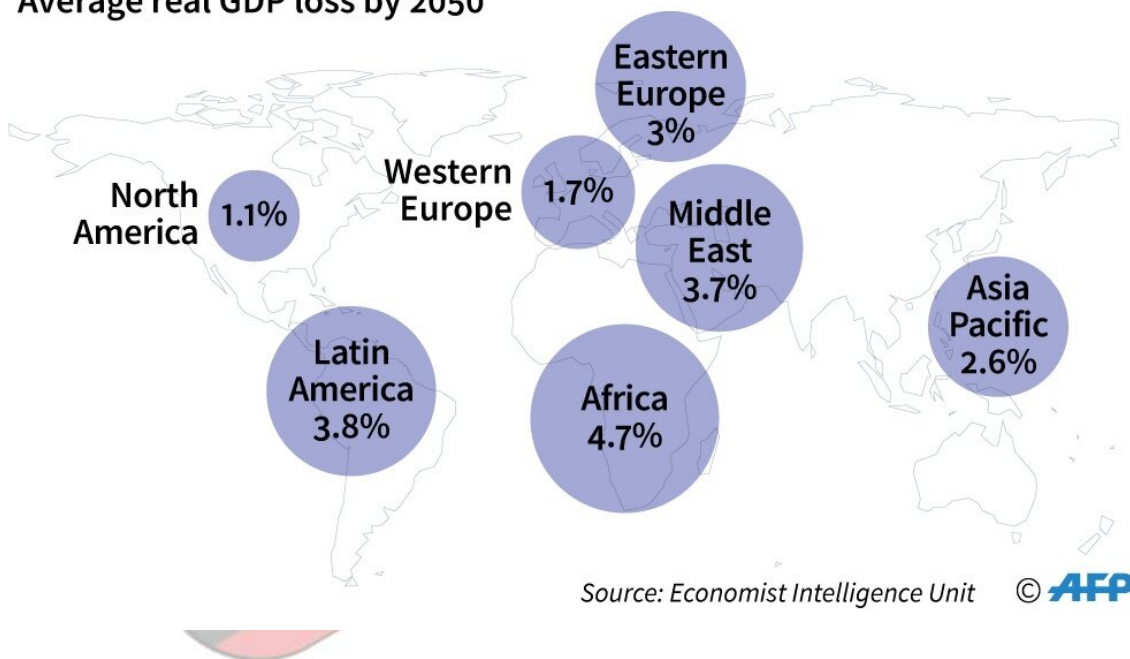 Average real GDP loss by 2050
Eastern
Europe
3%
Western
Europe
1.7%
North
America
1.1%
Middle
East
3.7%
Asia
Pacific
2.6%
Latin
America
3.8%
Africa
4.7%
Source: Economist Intelligence Unit
© AFP